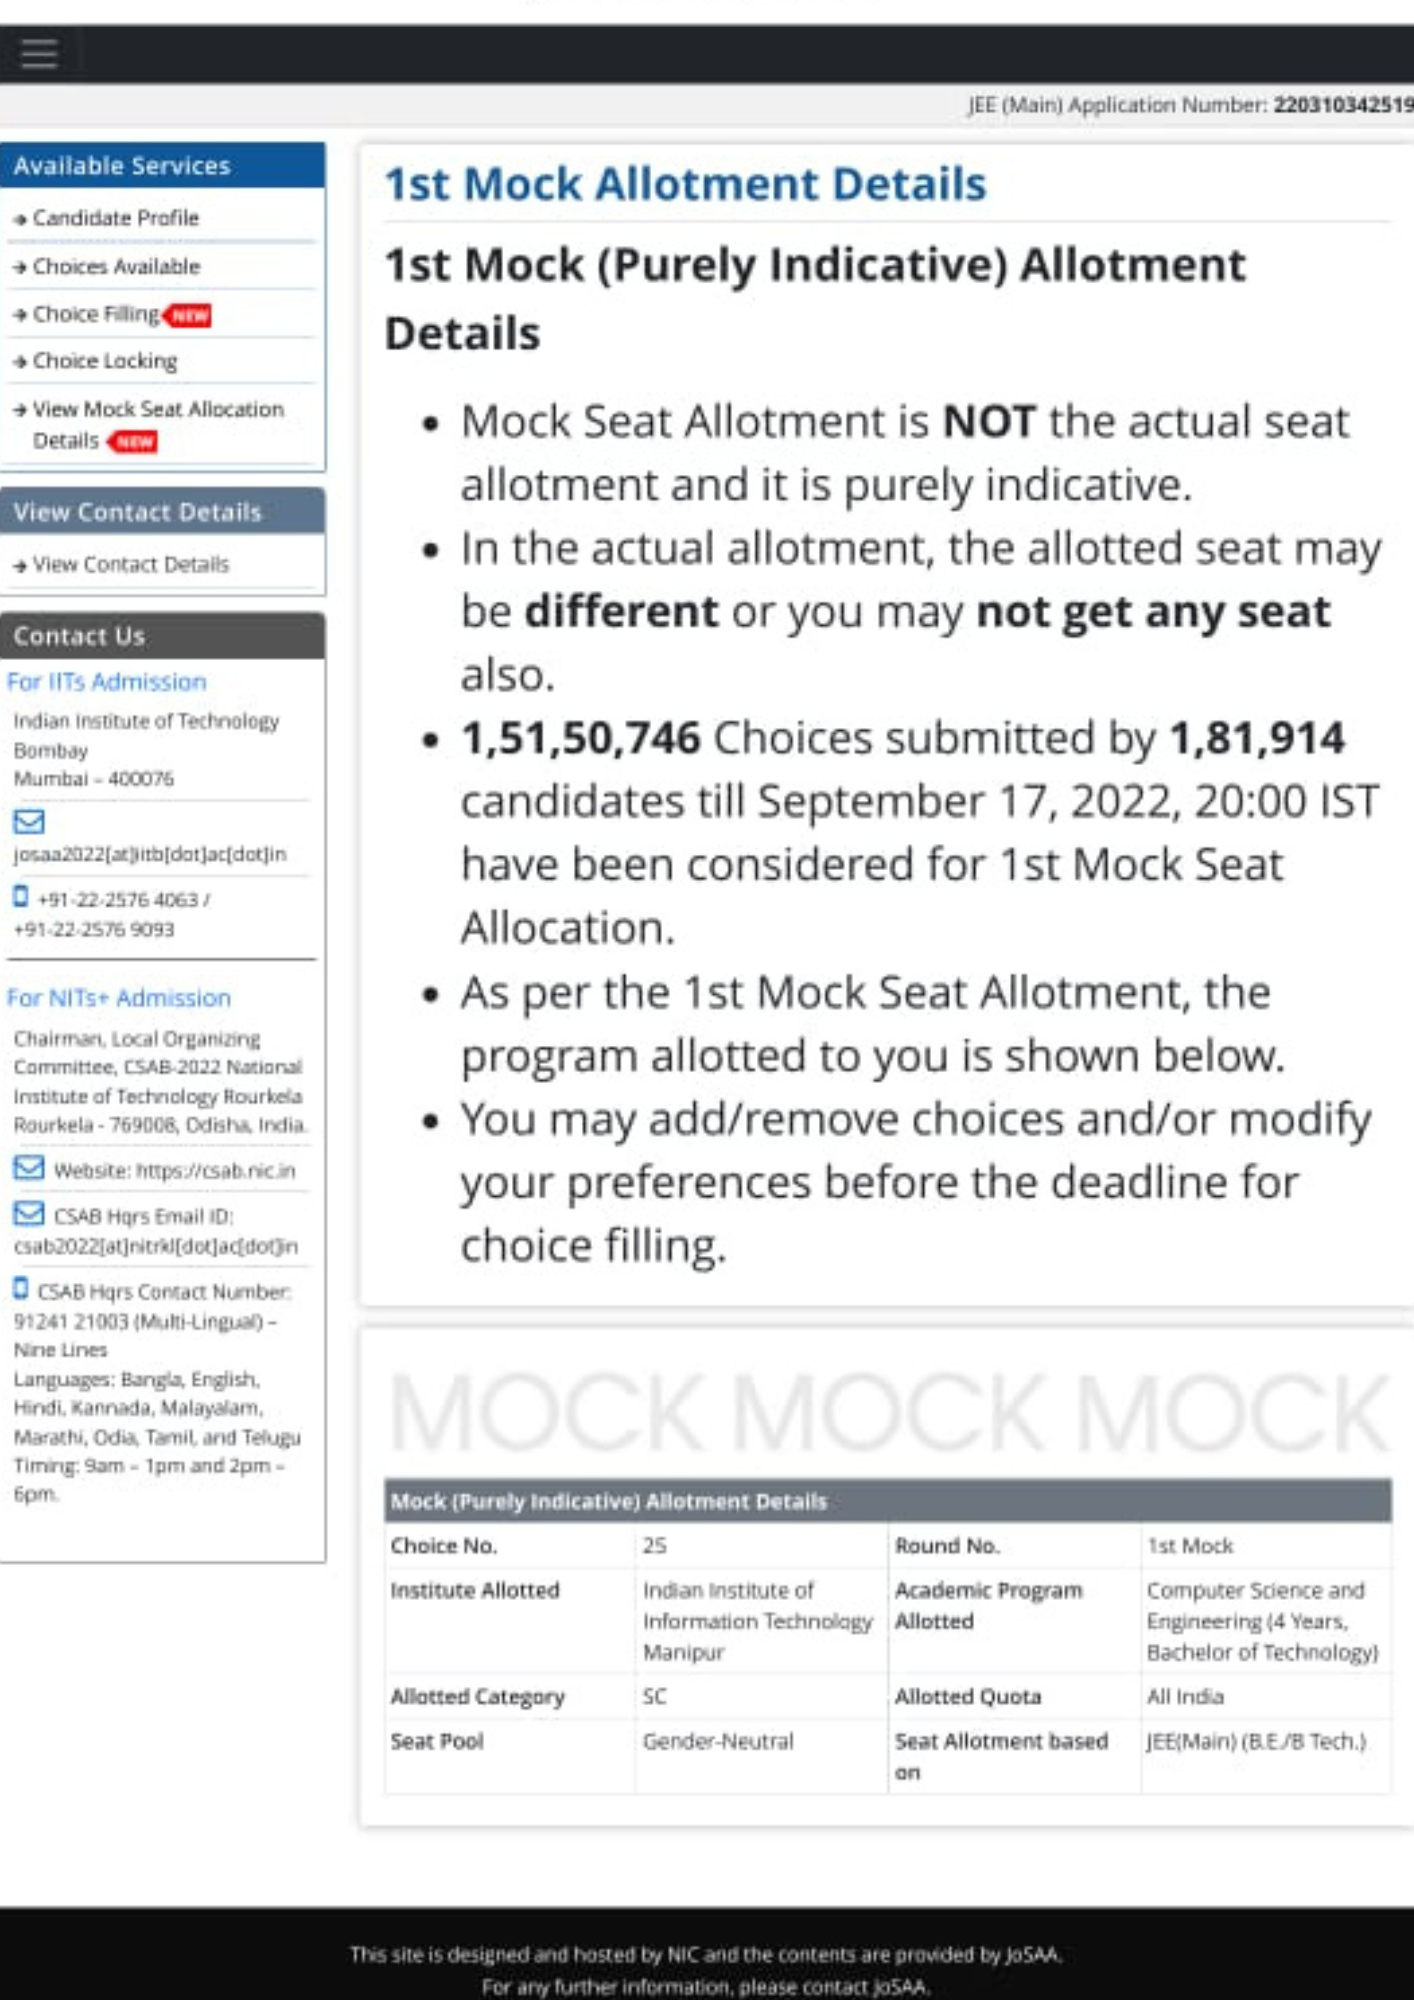 JEE (Main) Application Number: 220310342519
Available Services
→ Candidate Profile
→ Choices Available
→ Choice Filling NEW
→ Choice Locking
→ View Mock Seat Allocation
Details NEW
View Contact Details
→ View Contact Details
Contact Us
For IITs Admission
Indian Institute of Technology
Bombay
Mumbai – 400076
josaa2022[at]iitb[dot]ac[dot]in
+91-22-2576 4063 /
+91-22-2576 9093
For NITs+ Admission
Chairman, Local Organizing
Committee, CSAB-2022 National
Institute of Technology Rourkela
Rourkela - 769008, Odisha, India.
Website: https://csab.nic.in
CSAB Hqrs Email ID:
csab2022[at]nitrkl[dot]ac[dot]in
CSAB Hqrs Contact Number:
91241 21003 (Multi-Lingual) –
Nine Lines
Languages: Bangla, English,
Hindi, Kannada, Malayalam,
Marathi, Odia, Tamil, and Telugu
Timing: 9am – 1pm and 2pm –
6pm.
1st Mock Allotment Details
1st Mock (Purely Indicative) Allotment
Details
• Mock Seat Allotment is NOT the actual seat
allotment and it is purely indicative.
• In the actual allotment, the allotted seat may
be different or you may not get any seat
also.
• 1,51,50,746 Choices submitted by 1,81,914
candidates till September 17, 2022, 20:00 IST
have been considered for 1st Mock Seat
Allocation.
• As per the 1st Mock Seat Allotment, the
program allotted to you is shown below.
• You may add/remove choices and/or modify
your preferences before the deadline for
choice filling.
MOCK MOCK MOCK
Mock (Purely Indicative) Allotment Details
Choice No. 25 Round No. 1st Mock
Institute Allotted Indian Institute of Academic Program Computer Science and
Information Technology Allotted Engineering (4 Years,
Manipur Bachelor of Technology)
Allotted Category SC Allotted Quota All India
Seat Pool Gender-Neutral Seat Allotment based JEE(Main) (B.E./B Tech.)
on
This site is designed and hosted by NIC and the contents are provided by JoSAA.
For any further information, please contact JoSAA.